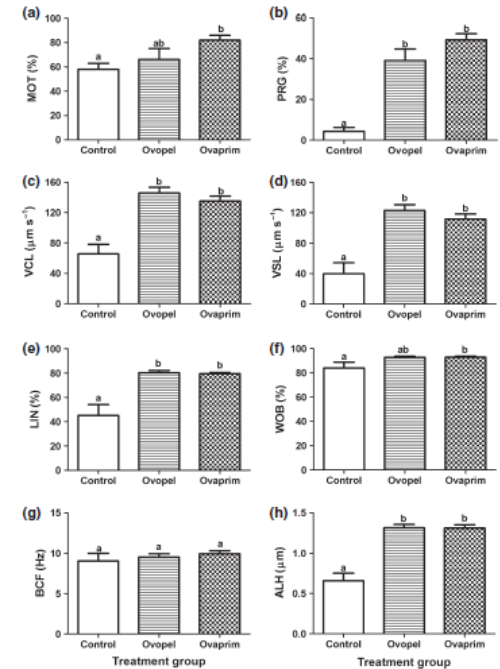 (a)
MOT (%)
100
80
60
40
20
0
a
ab
b
Control
Ovopel
Ovaprim
(b)
PRG (%)
60
40
20
0
a
b
b
Control
Ovopel
Ovaprim
(c)
VCL (µm s⁻¹)
160
120
80
40
0
a
b
b
Control
Ovopel
Ovaprim
(d)
VSL (µm s⁻¹)
160
120
80
40
0
a
b
b
Control
Ovopel
Ovaprim
(e)
LIN (%)
100
80
60
40
20
0
a
b
b
Control
Ovopel
Ovaprim
(f)
WOB (%)
100
80
60
40
20
0
a
ab
b
Control
Ovopel
Ovaprim
(g)
BCF (Hz)
15
10
5
0
a
a
a
Control
Ovopel
Ovaprim
Treatment group
(h)
ALH (µm)
1.5
1.0
0.5
0.0
a
b
b
Control
Ovopel
Ovaprim
Treatment group